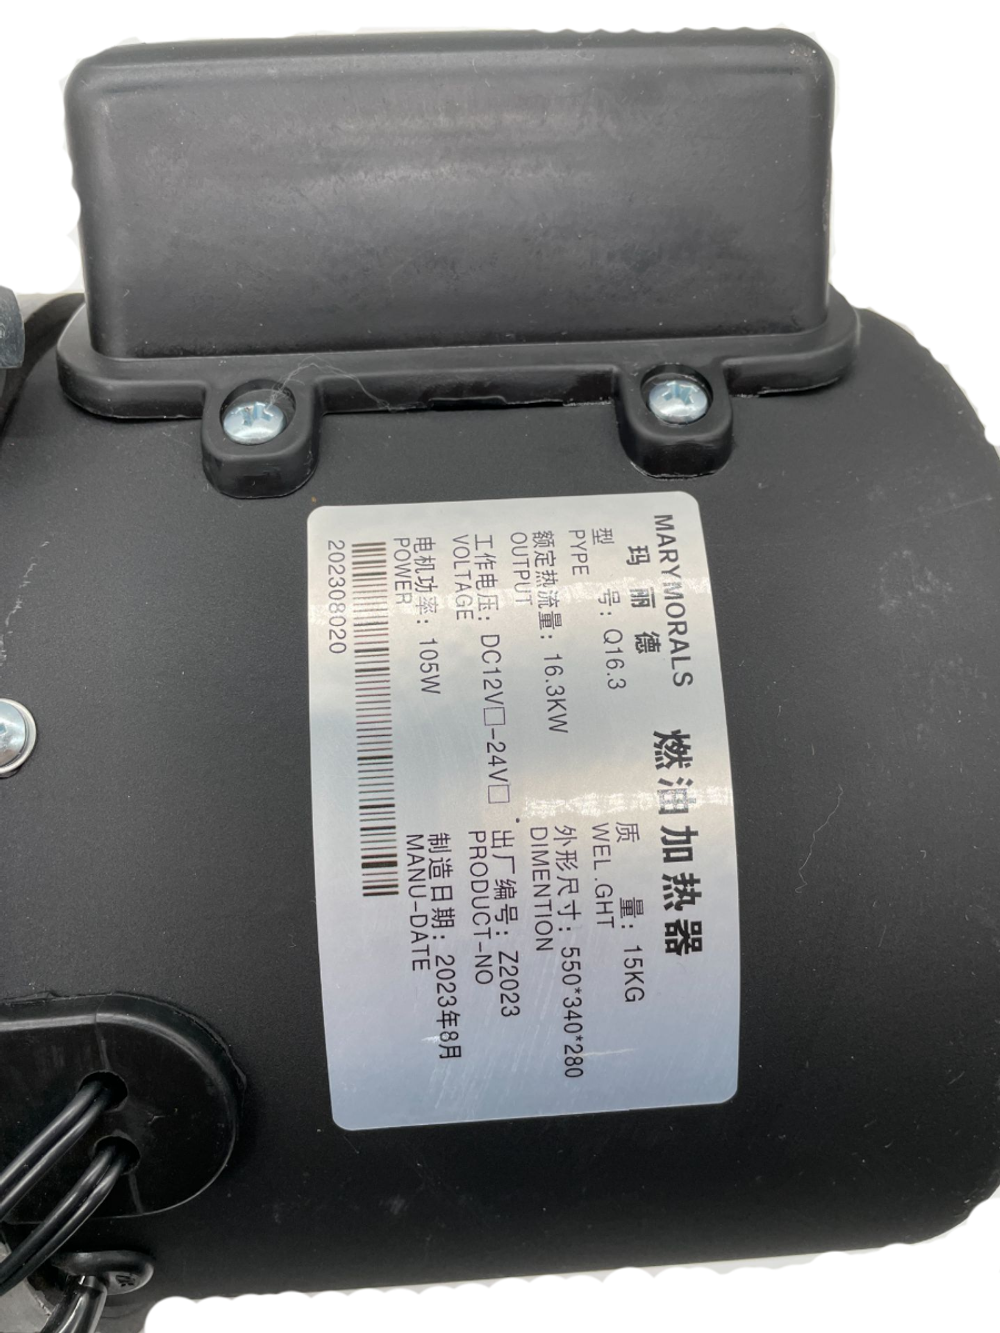 MARYMORALS 燃油加热器
玛丽德
型 号: Q16.3
PYPE
额定热流量: 16.3KW
OUTPUT
工作电压: DC12V□-24V□
VOLTAGE
电机功率: 105W
POWER
质 量: 15KG
WEL.GHT
外形尺寸: 550*340*280
DIMENTION
出厂编号: Z2023
PRODUCT-NO
制造日期: 2023年8月
MANU-DATE
202308020